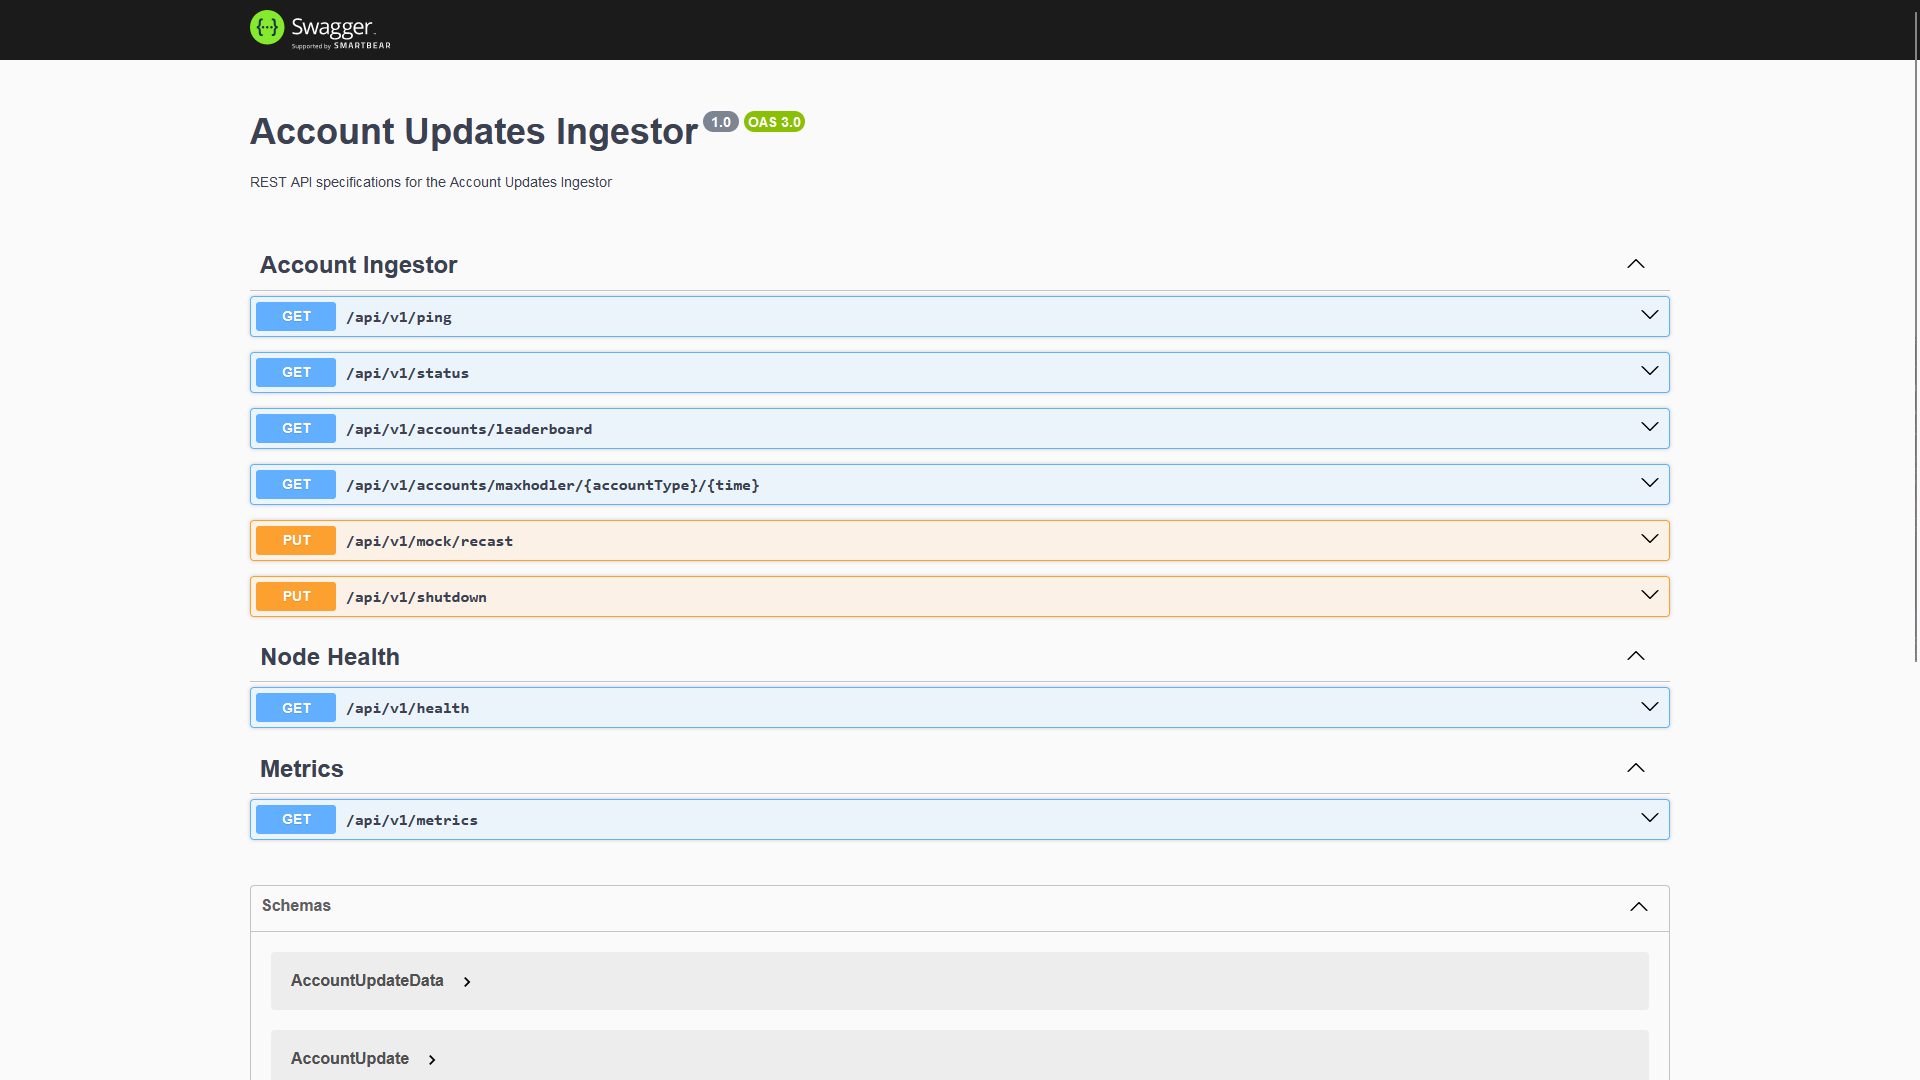 Swagger
Supported by SMARTBEAR
Account Updates Ingestor 1.0 OAS 3.0
REST API specifications for the Account Updates Ingestor
Account Ingestor
GET /api/v1/ping
GET /api/v1/status
GET /api/v1/accounts/leaderboard
GET /api/v1/accounts/maxhodler/{accountType}/{time}
PUT /api/v1/mock/recast
PUT /api/v1/shutdown
Node Health
GET /api/v1/health
Metrics
GET /api/v1/metrics
Schemas
AccountUpdateData
AccountUpdate